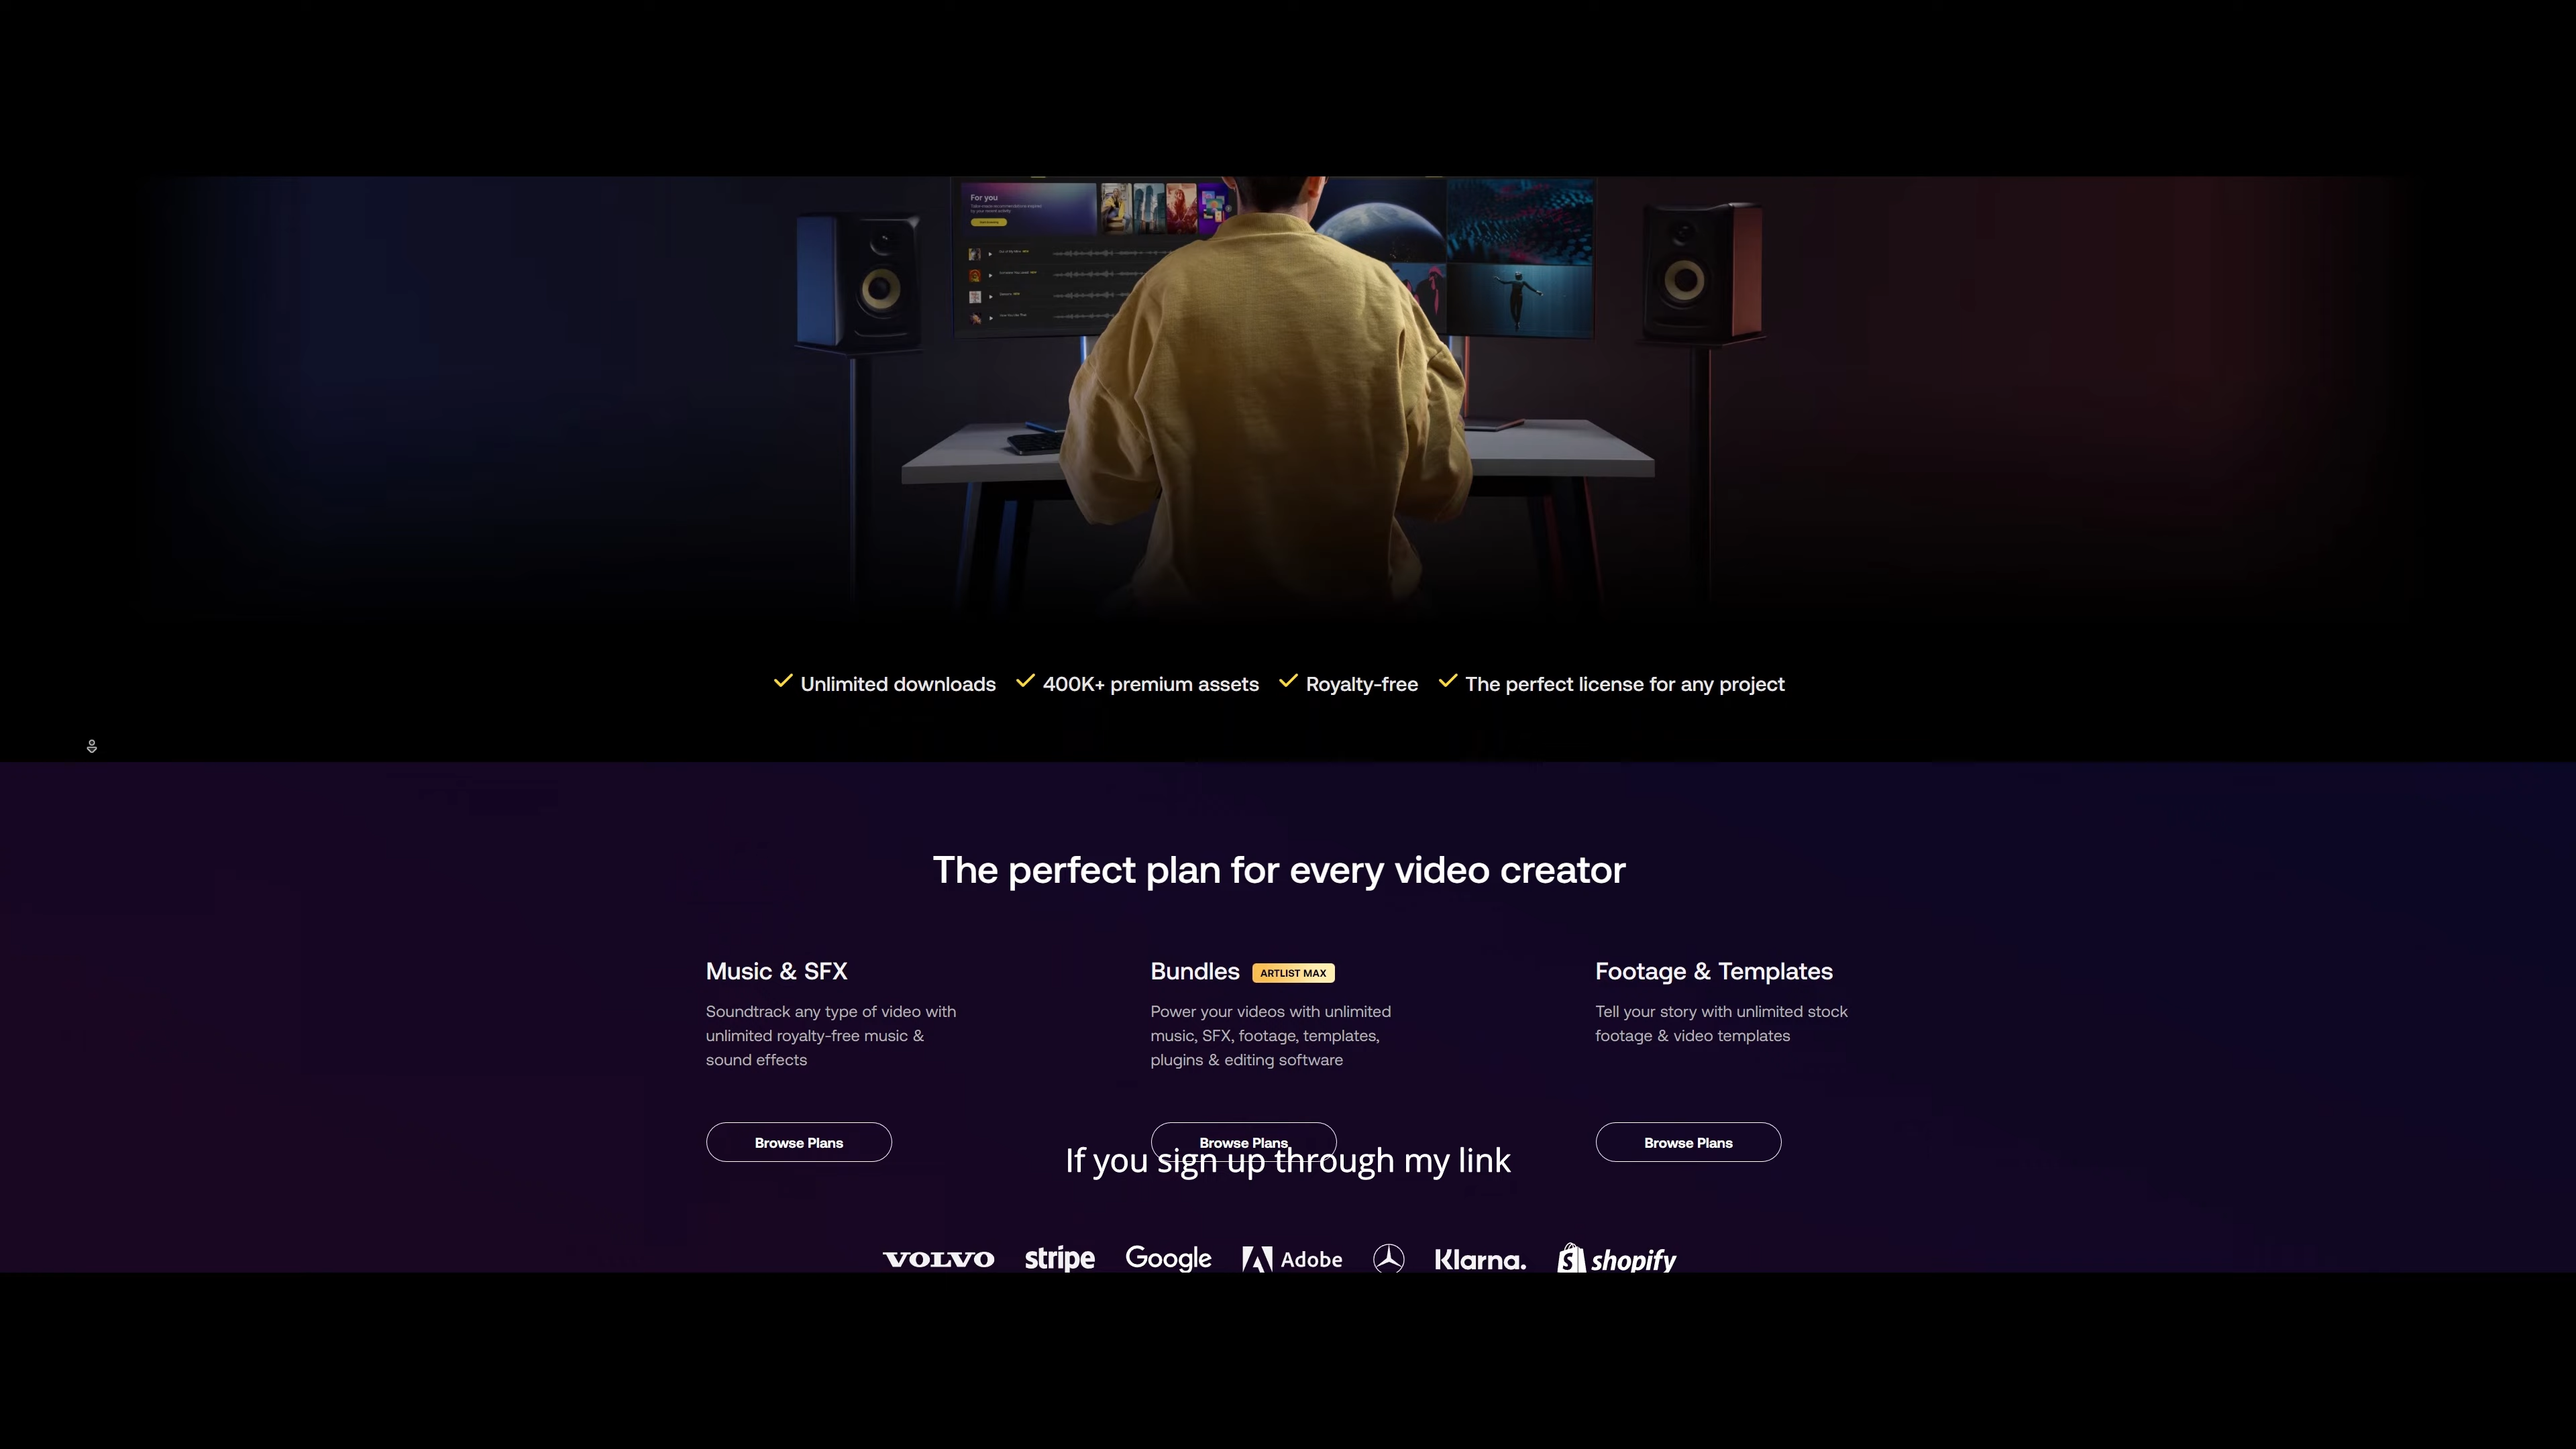 For you
Unlimited downloads
400K+ premium assets
Royalty-free
The perfect license for any project
The perfect plan for every video creator
Music & SFX
Soundtrack any type of video with
unlimited royalty-free music &
sound effects
Browse Plans
Bundles ARTLIST MAX
Power your videos with unlimited
music, SFX, footage, templates,
plugins & editing software
Browse Plans
Footage & Templates
Tell your story with unlimited stock
footage & video templates
Browse Plans
If you sign up through my link
VOLVO stripe Google Adobe Klarna. shopify